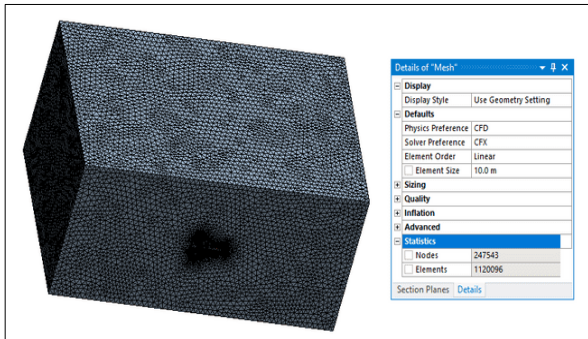 Details of "Mesh"
Display
Display Style Use Geometry Setting
Defaults
Physics Preference CFD
Solver Preference CFX
Element Order Linear
Element Size 10.0 m
Sizing
Quality
Inflation
Advanced
Statistics
Nodes 247543
Elements 1120096
Section Planes Details